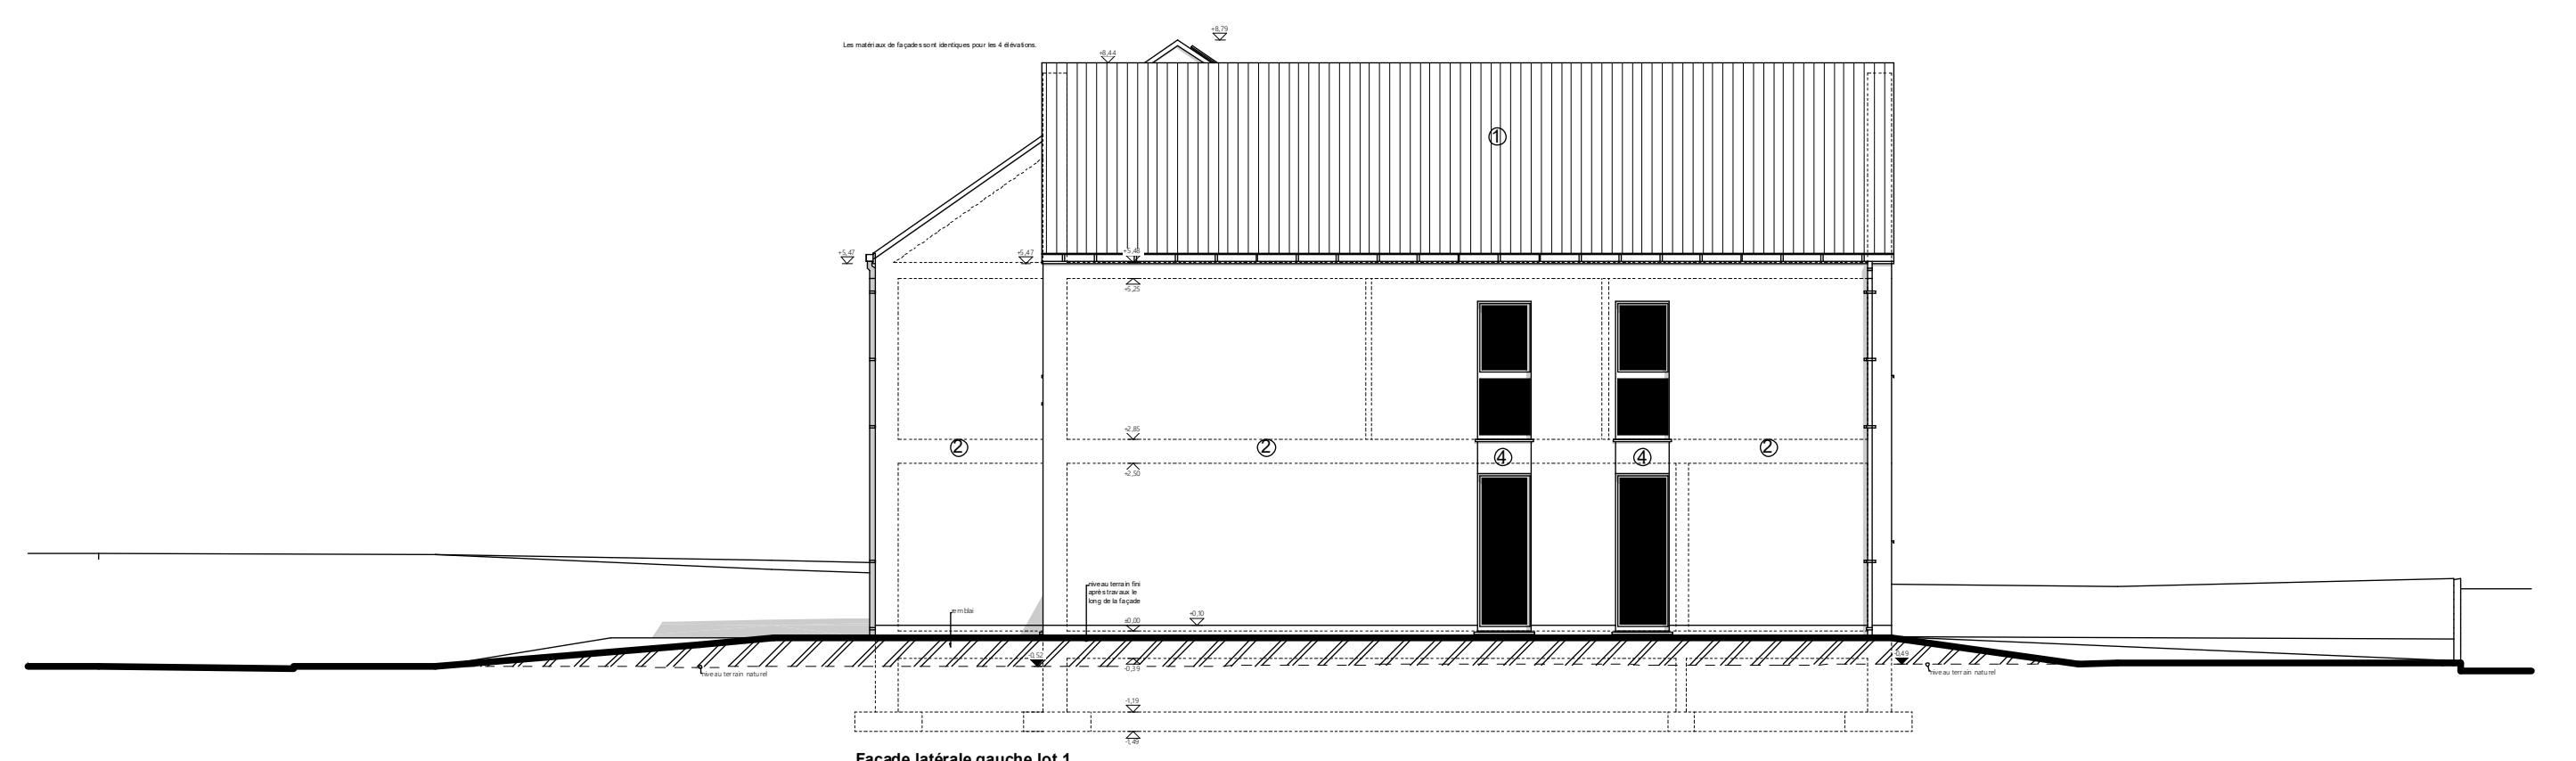 +8,79
Les matériaux de façades sont identiques pour les 4 élévations.
+8,44
1
+5,47
+5,47
+5,48
+5,25
+2,85
2
2
4
4
2
+2,50
niveau terrain fini
après travaux le
long de la façade
remblai
+0,10
±0,00
-0,52
-0,39
-0,49
niveau terrain naturel
niveau terrain naturel
-1,19
-1,49
Façade latérale gauche lot 1